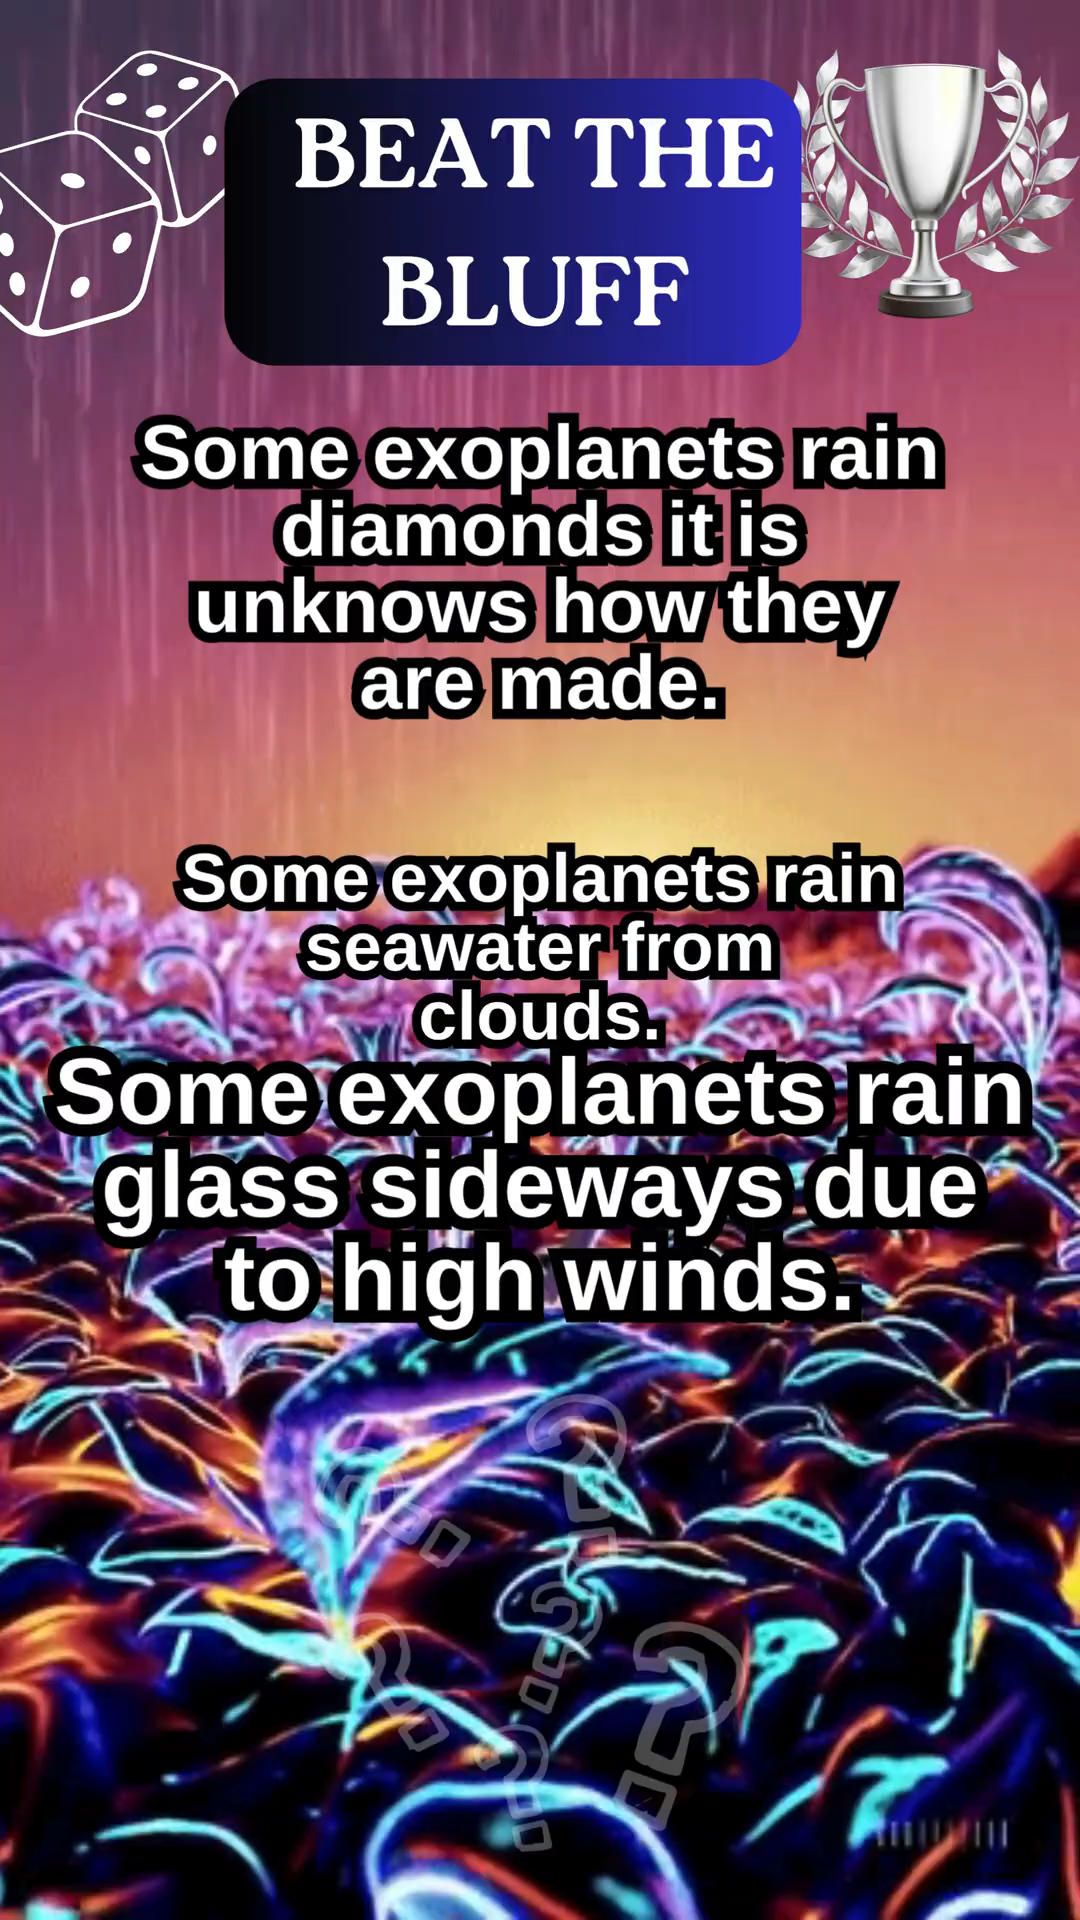 BEAT THE
BLUFF
Some exoplanets rain
diamonds it is
unknows how they
are made.
Some exoplanets rain
seawater from
clouds.
Some exoplanets rain
glass sideways due
to high winds.